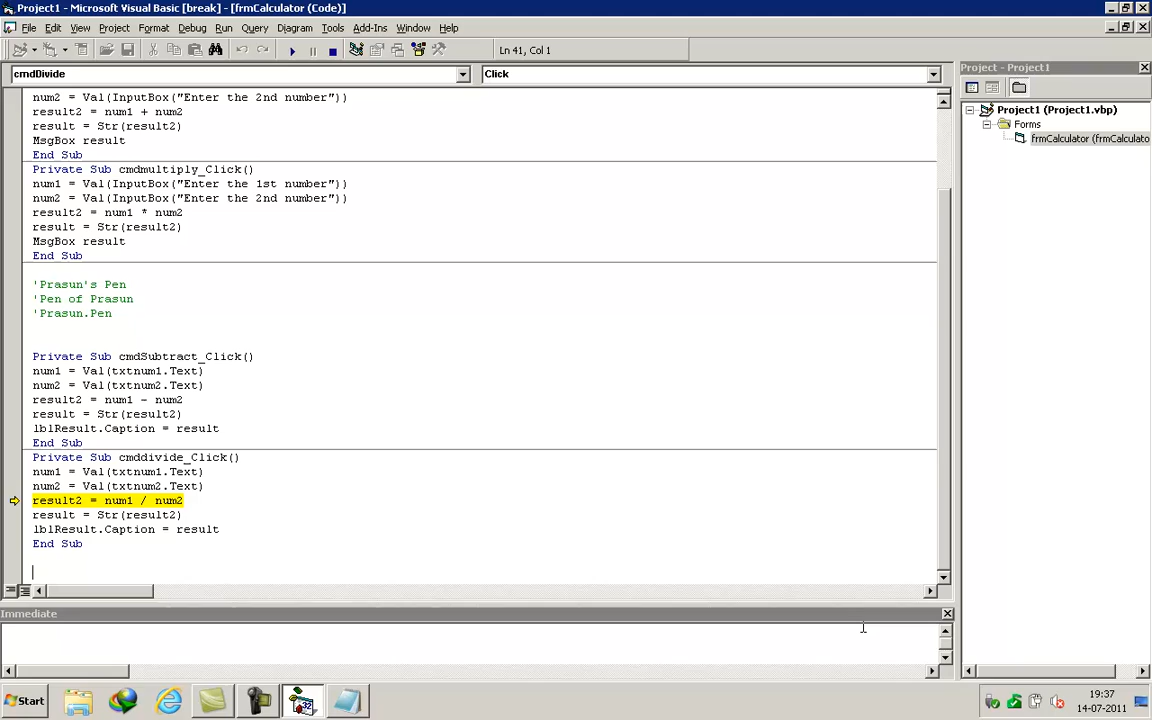 Project1 - Microsoft Visual Basic [break] - [frmCalculator (Code)]
File Edit View Project Format Debug Run Query Diagram Tools Add-Ins Window Help
Ln 41, Col 1
cmdDivide
Click
num2 = Val(InputBox("Enter the 2nd number"))
result2 = num1 + num2
result = Str(result2)
MsgBox result
End Sub
Private Sub cmdmultiply_Click()
num1 = Val(InputBox("Enter the 1st number"))
num2 = Val(InputBox("Enter the 2nd number"))
result2 = num1 * num2
result = Str(result2)
MsgBox result
End Sub
'Prasun's Pen
'Pen of Prasun
'Prasun.Pen
Private Sub cmdSubtract_Click()
num1 = Val(txtnum1.Text)
num2 = Val(txtnum2.Text)
result2 = num1 - num2
result = Str(result2)
lblResult.Caption = result
End Sub
Private Sub cmddivide_Click()
num1 = Val(txtnum1.Text)
num2 = Val(txtnum2.Text)
result2 = num1 / num2
result = Str(result2)
lblResult.Caption = result
End Sub
Immediate
Project - Project1
Project1 (Project1.vbp)
Forms
frmCalculator (frmCalculato
Start
32
19:37
14-07-2011